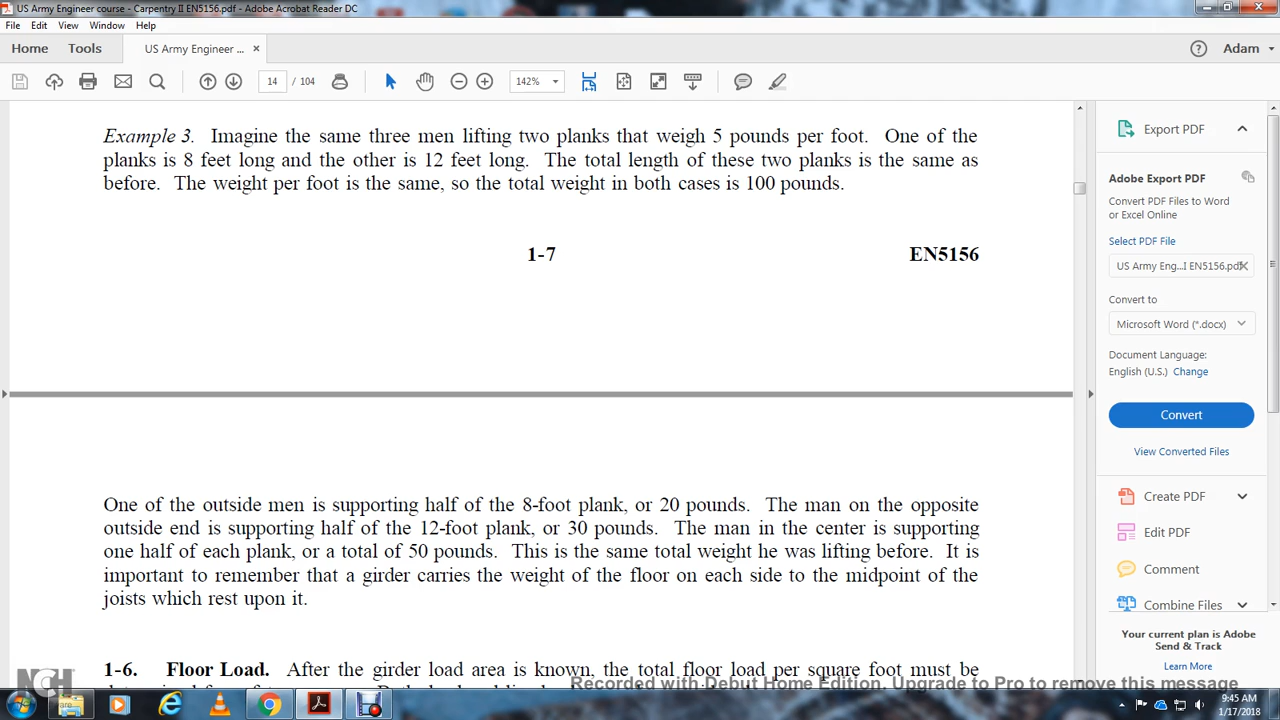 US Army Engineer course - Carpentry II EN5156.pdf - Adobe Acrobat Reader DC
File Edit View Window Help
Home Tools US Army Engineer ... × Adam
14 / 104 142%
Example 3. Imagine the same three men lifting two planks that weigh 5 pounds per foot. One of the
planks is 8 feet long and the other is 12 feet long. The total length of these two planks is the same as
before. The weight per foot is the same, so the total weight in both cases is 100 pounds.
1-7 EN5156
One of the outside men is supporting half of the 8-foot plank, or 20 pounds. The man on the opposite
outside end is supporting half of the 12-foot plank, or 30 pounds. The man in the center is supporting
one half of each plank, or a total of 50 pounds. This is the same total weight he was lifting before. It is
important to remember that a girder carries the weight of the floor on each side to the midpoint of the
joists which rest upon it.
1-6. Floor Load. After the girder load area is known, the total floor load per square foot must be
Export PDF
Adobe Export PDF
Convert PDF Files to Word
or Excel Online
Select PDF File
US Army Eng...I EN5156.pdf
Convert to
Microsoft Word (*.docx)
Document Language:
English (U.S.) Change
Convert
View Converted Files
Create PDF
Edit PDF
Comment
Combine Files
Your current plan is Adobe
Send & Track
Learn More
NCH
Recorded with Debut Home Edition. Upgrade to Pro to remove this message
9:45 AM
1/17/2018